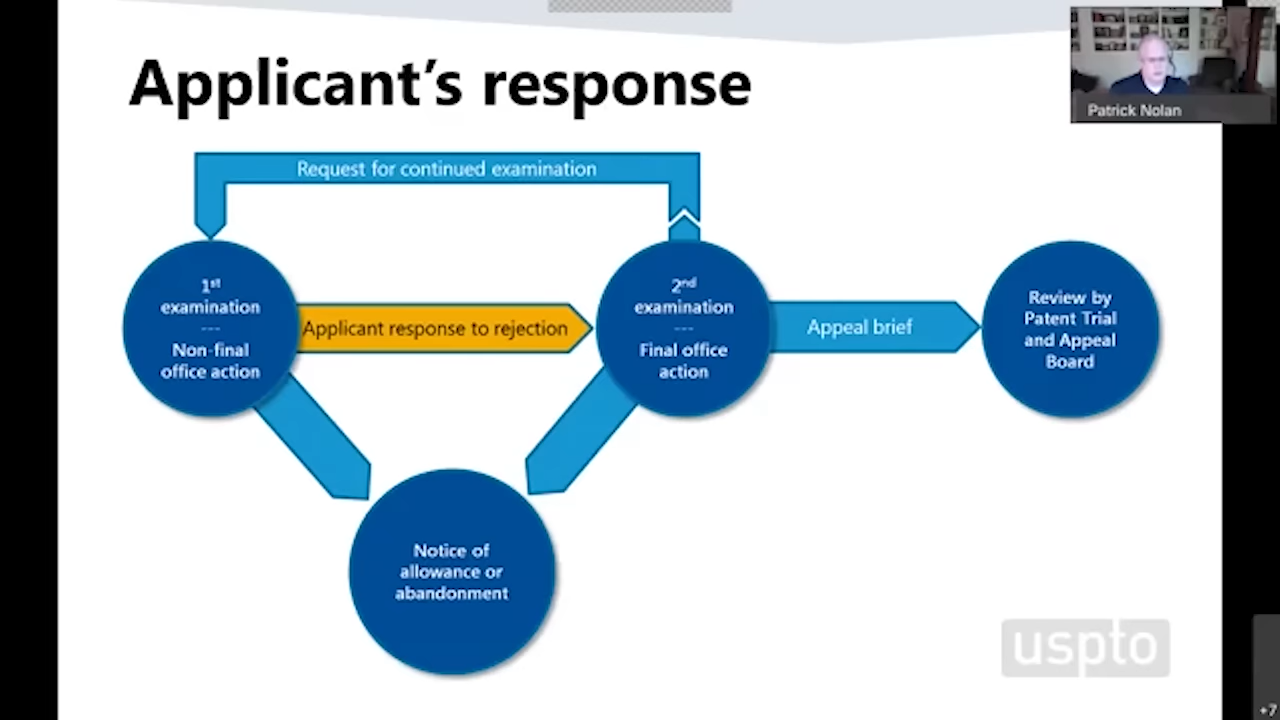 Applicant's response
Patrick Nolan
Request for continued examination
1st
examination
---
Non-final
office action
Applicant response to rejection
2nd
examination
---
Final office
action
Appeal brief
Review by
Patent Trial
and Appeal
Board
Notice of
allowance or
abandonment
uspto
+7